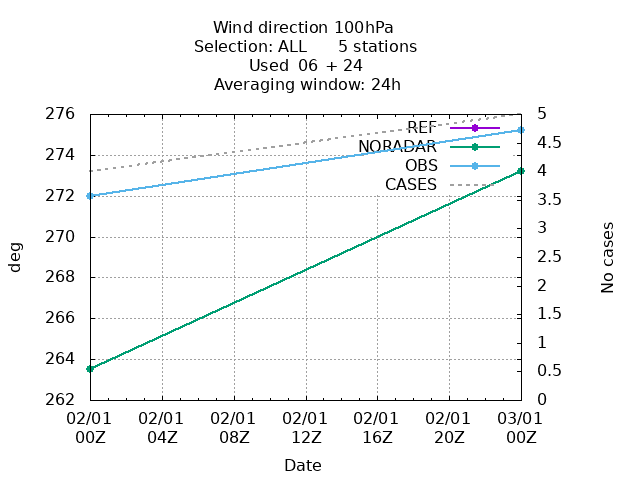 Wind direction 100hPa
Selection: ALL 5 stations
Used 06 + 24
Averaging window: 24h
276
274
272
270
268
266
264
262
deg
5
4.5
4
3.5
3
2.5
2
1.5
1
0.5
0
No cases
REF
NORADAR
OBS
CASES
02/01 02/01 02/01 02/01 02/01 02/01 03/01
00Z 04Z 08Z 12Z 16Z 20Z 00Z
Date